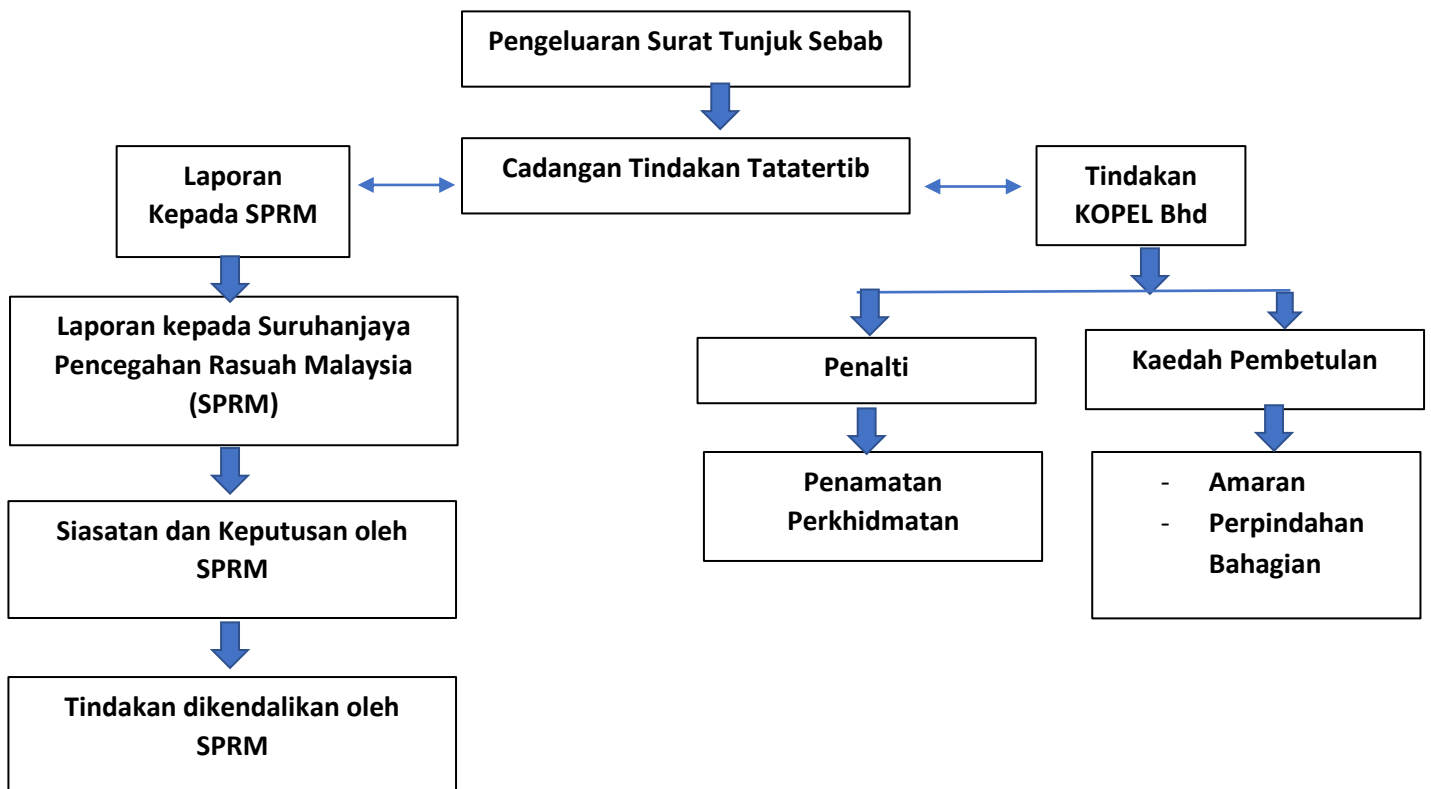 Pengeluaran Surat Tunjuk Sebab
Cadangan Tindakan Tatatertib
Laporan
Kepada SPRM
Tindakan
KOPEL Bhd
Laporan kepada Suruhanjaya
Pencegahan Rasuah Malaysia
(SPRM)
Siasatan dan Keputusan oleh
SPRM
Tindakan dikendalikan oleh
SPRM
Penalti
Penamatan
Perkhidmatan
Kaedah Pembetulan
- Amaran
- Perpindahan
Bahagian